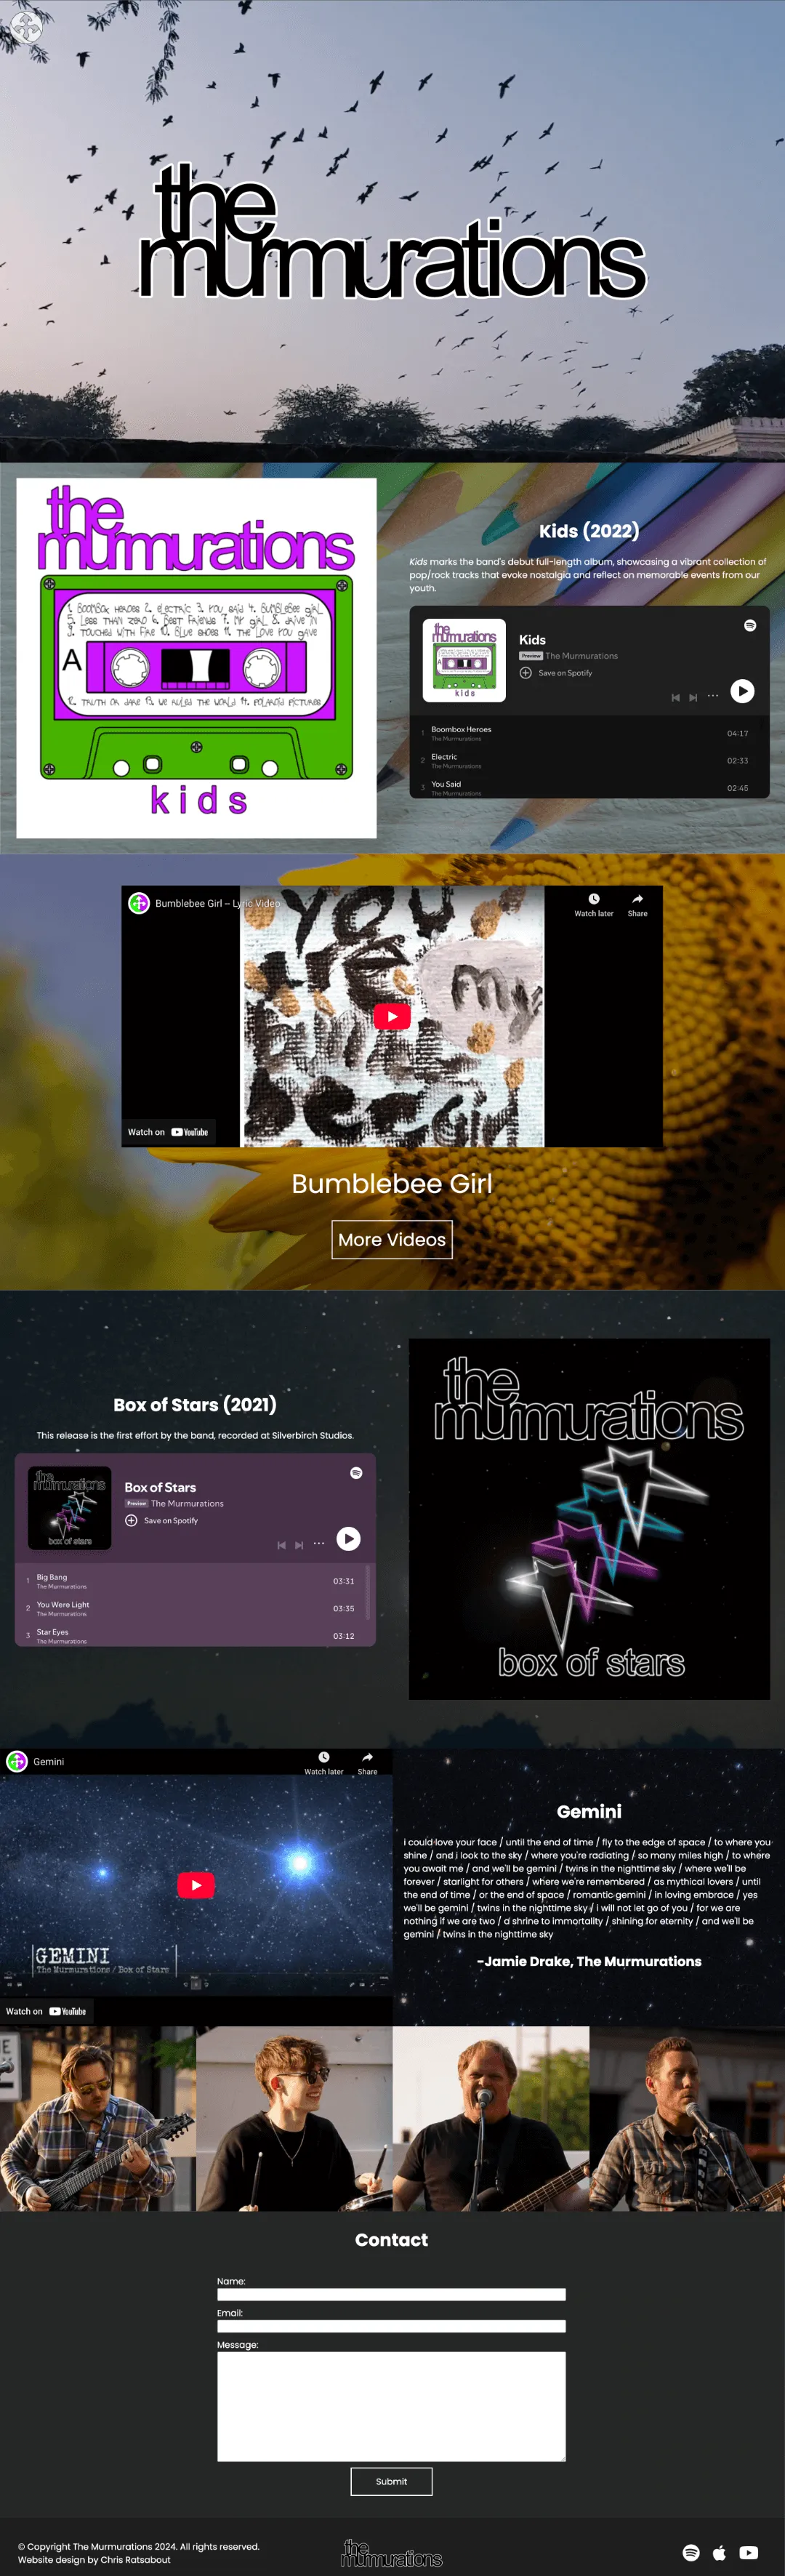 the
murmurations
the
murmurations
1. BOOMBOX HEROES 2. ELECTRIC 3. YOU SAID 4. BUMBLEBEE GIRL
5. LESS THAN ZERO 6. BEST FRIENDS 7. MY GIRL 8. DRIVE IN
9. TOUCHED WITH FIRE 10. BLUE SHOES 11. THE LOVE YOU GAVE
A
12. TRUTH OR DARE 13. WE RULED THE WORLD 14. POLAROID PICTURES
kids
Kids (2022)
Kids marks the band's debut full-length album, showcasing a vibrant collection of
pop/rock tracks that evoke nostalgia and reflect on memorable events from our
youth.
the
murmurations
A
kids
Kids
Preview The Murmurations
Save on Spotify
1 Boombox Heroes 04:17
The Murmurations
2 Electric 02:33
The Murmurations
3 You Said 02:45
The Murmurations
Bumblebee Girl – Lyric Video
Watch later Share
My
Girl
Watch on YouTube
Bumblebee Girl
More Videos
Box of Stars (2021)
This release is the first effort by the band, recorded at Silverbirch Studios.
the
murmurations
box of stars
Box of Stars
Preview The Murmurations
Save on Spotify
1 Big Bang 03:31
The Murmurations
2 You Were Light 03:35
The Murmurations
3 Star Eyes 03:12
The Murmurations
the
murmurations
box of stars
Gemini
Watch later Share
GEMINI
The Murmurations / Box of Stars
Watch on YouTube
Gemini
i could love your face / until the end of time / fly to the edge of space / to where you
shine / and i look to the sky / where you're radiating / so many miles high / to where
you await me / and we'll be gemini / twins in the nighttime sky / where we'll be
forever / starlight for others / where we're remembered / as mythical lovers / until
the end of time / or the end of space / romantic gemini / in loving embrace / yes
we'll be gemini / twins in the nighttime sky / i will not let go of you / for we are
nothing if we are two / a shrine to immortality / shining for eternity / and we'll be
gemini / twins in the nighttime sky
-Jamie Drake, The Murmurations
Contact
Name:
Email:
Message:
Submit
© Copyright The Murmurations 2024. All rights reserved.
Website design by Chris Ratsabout
the
murmurations